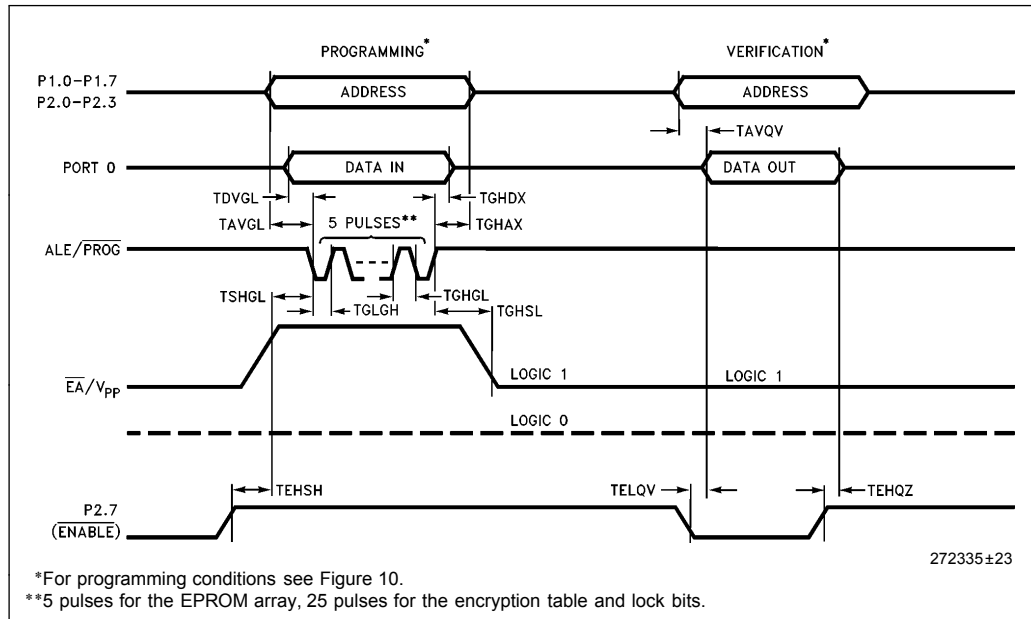 PROGRAMMING*
VERIFICATION*
P1.0–P1.7
P2.0–P2.3
ADDRESS
ADDRESS
TAVQV
PORT 0
DATA IN
DATA OUT
TDVGL
TGHDX
TAVGL
5 PULSES**
TGHAX
ALE/PROG
TSHGL
TGLGH
TGHGL
TGHSL
EA/VPP
LOGIC 1
LOGIC 1
LOGIC 0
TEHSH
TELQV
TEHQZ
P2.7
(ENABLE)
272335±23
*For programming conditions see Figure 10.
**5 pulses for the EPROM array, 25 pulses for the encryption table and lock bits.